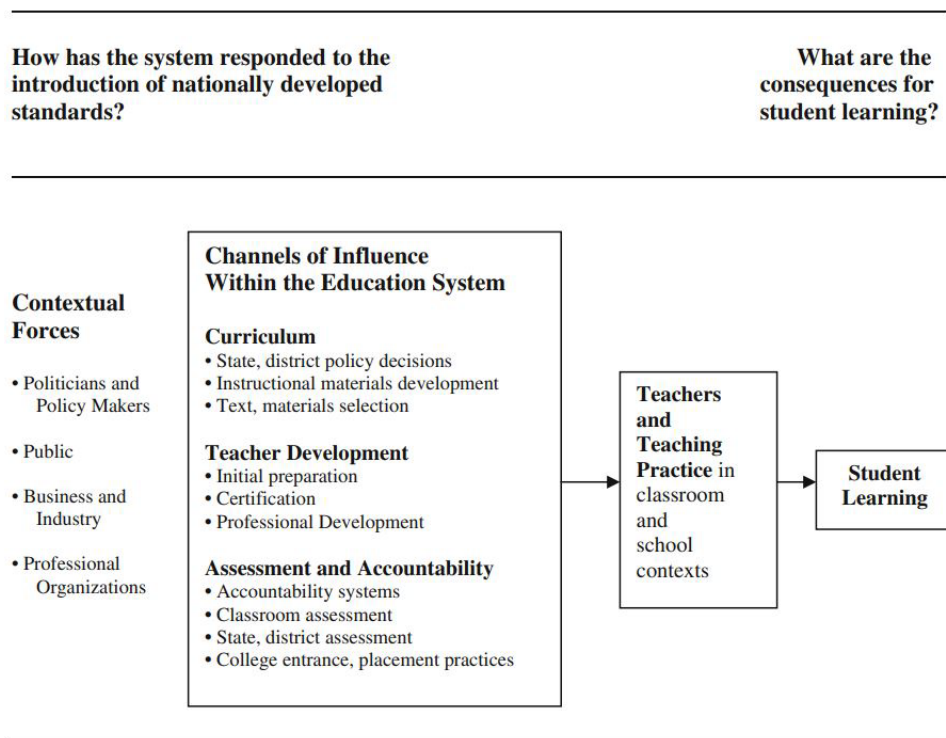 How has the system responded to the
introduction of nationally developed
standards?
What are the
consequences for
student learning?
Contextual
Forces
• Politicians and
Policy Makers
• Public
• Business and
Industry
• Professional
Organizations
Channels of Influence
Within the Education System
Curriculum
• State, district policy decisions
• Instructional materials development
• Text, materials selection
Teacher Development
• Initial preparation
• Certification
• Professional Development
Assessment and Accountability
• Accountability systems
• Classroom assessment
• State, district assessment
• College entrance, placement practices
Teachers
and
Teaching
Practice in
classroom
and
school
contexts
Student
Learning